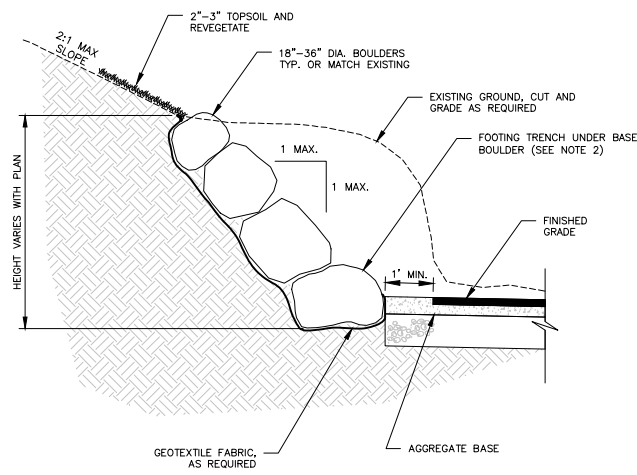 2"-3" TOPSOIL AND
REVEGETATE
2:1 MAX
SLOPE
18"-36" DIA. BOULDERS
TYP. OR MATCH EXISTING
EXISTING GROUND, CUT AND
GRADE AS REQUIRED
FOOTING TRENCH UNDER BASE
BOULDER (SEE NOTE 2)
1 MAX.
1 MAX.
HEIGHT VARIES WITH PLAN
FINISHED
GRADE
1' MIN.
GEOTEXTILE FABRIC,
AS REQUIRED
AGGREGATE BASE